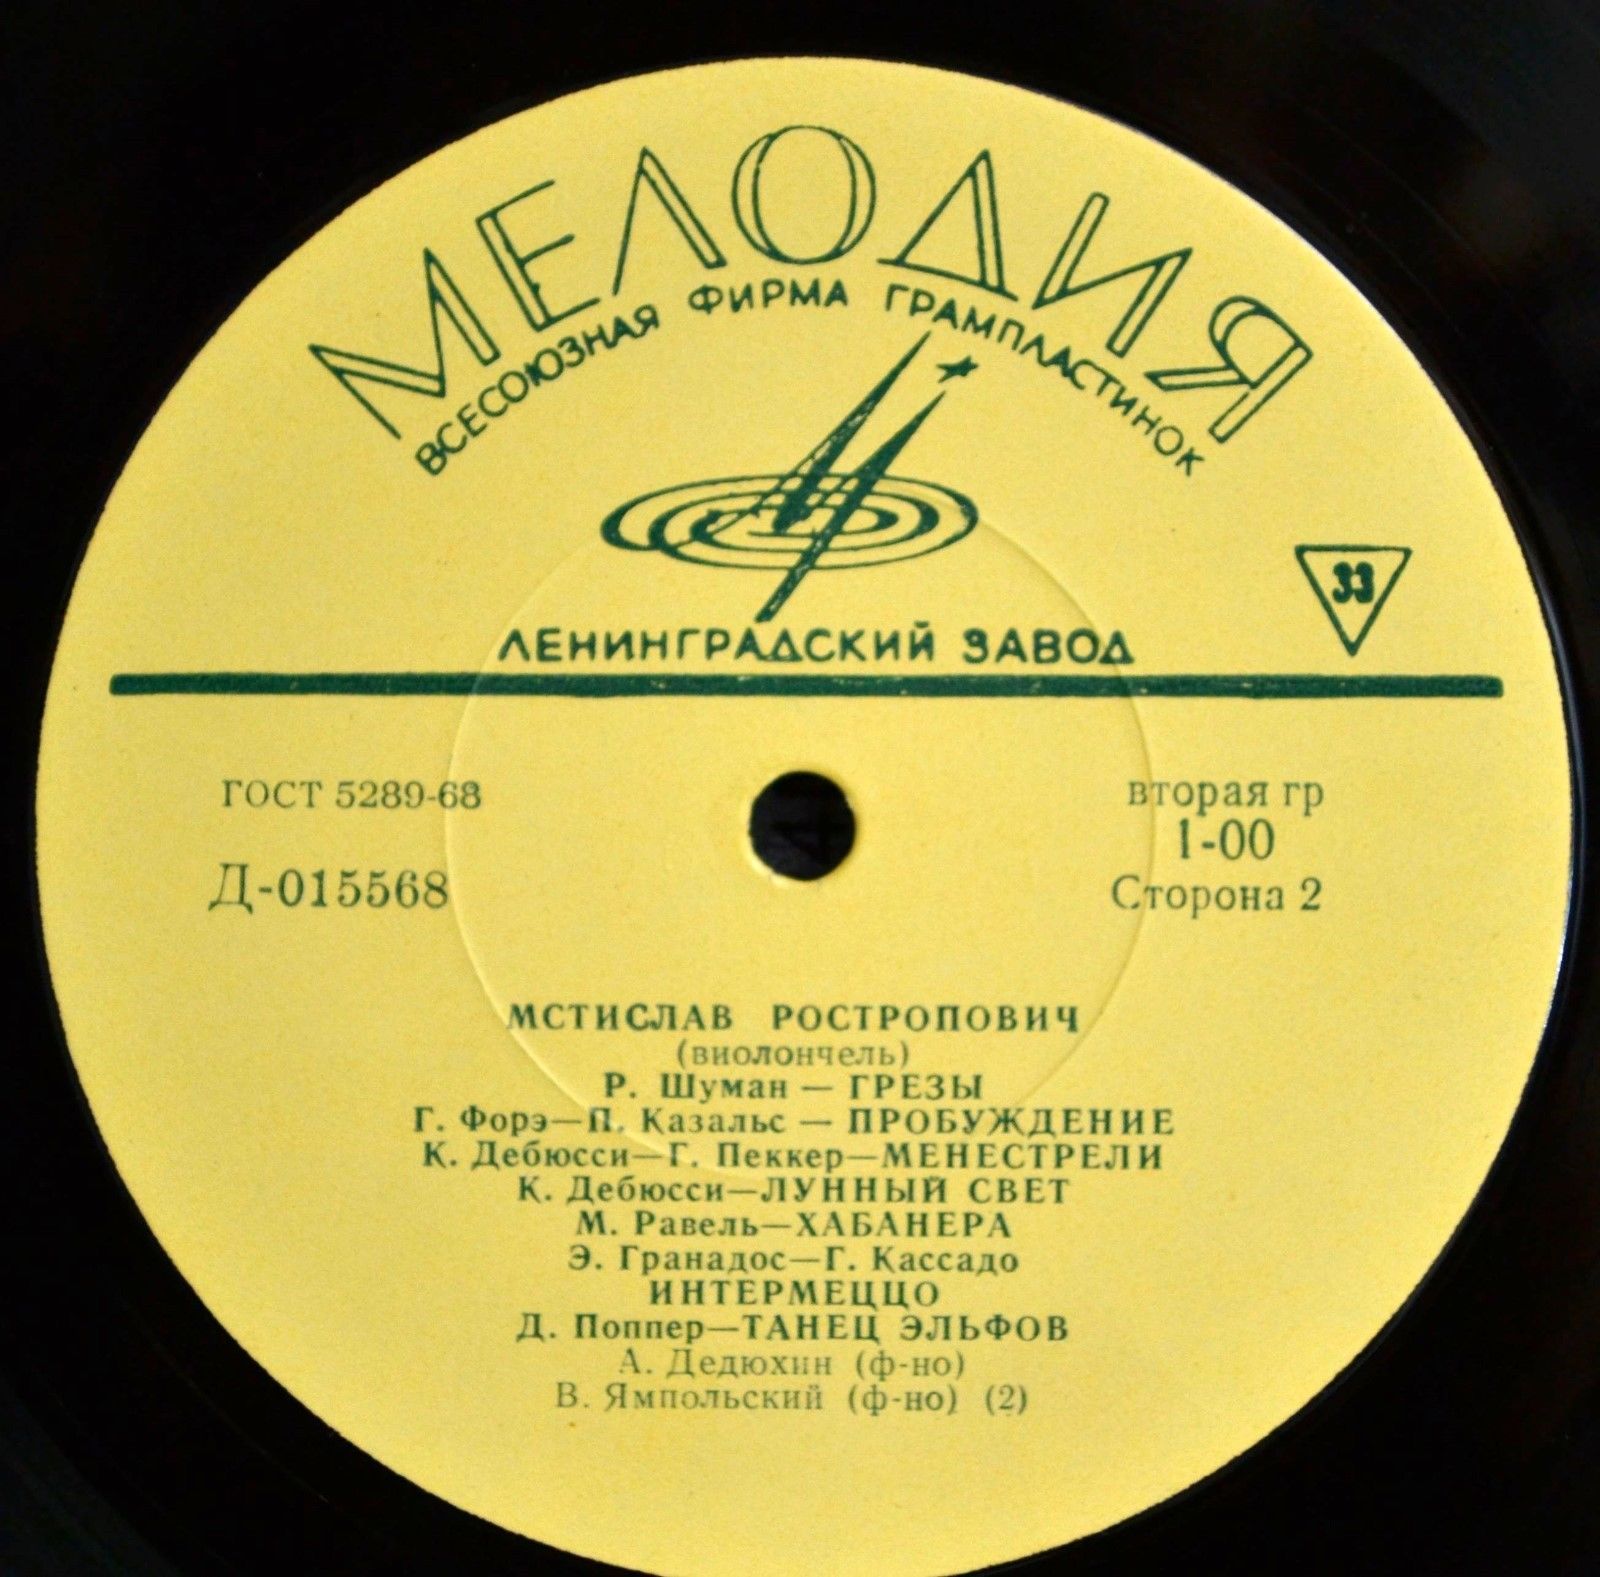 МЕЛОДИЯ
ВСЕСОЮЗНАЯ ФИРМА ГРАМПЛАСТИНОК
33
ЛЕНИНГРАДСКИЙ ЗАВОД
ГОСТ 5289-68
вторая гр
1-00
Д-015568
Сторона 2
МСТИСЛАВ РОСТРОПОВИЧ
(виолончель)
Р. Шуман — ГРЕЗЫ
Г. Форэ—П. Казальс — ПРОБУЖДЕНИЕ
К. Дебюсси—Г. Пеккер—МЕНЕСТРЕЛИ
К. Дебюсси—ЛУННЫЙ СВЕТ
М. Равель—ХАБАНЕРА
Э. Гранадос—Г. Кассадо
ИНТЕРМЕЦЦО
Д. Поппер—ТАНЕЦ ЭЛЬФОВ
А. Дедюхин (ф-но)
В. Ямпольский (ф-но) (2)